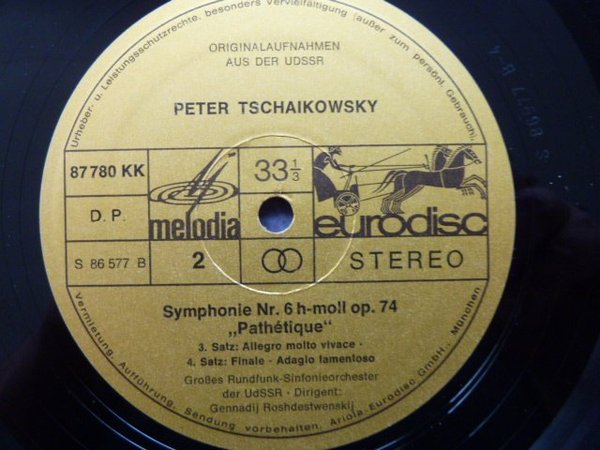 Urheber- u. Leistungsschutzrechte, besonders Vervielfältigung (außer zum persönl. Gebrauch),
ORIGINALAUFNAHMEN
AUS DER UDSSR
PETER TSCHAIKOWSKY
87 780 KK
33 1/3
D. P.
melodia
eurodisc
S 86 577 B
2
STEREO
Symphonie Nr. 6 h-moll op. 74
„Pathétique“
3. Satz: Allegro molto vivace ·
4. Satz: Finale · Adagio lamentoso
Großes Rundfunk-Sinfonieorchester
der UdSSR · Dirigent:
Gennadij Roshdestwenskij
Vermietung, Aufführung, Sendung vorbehalten. Ariola-Eurodisc GmbH., München